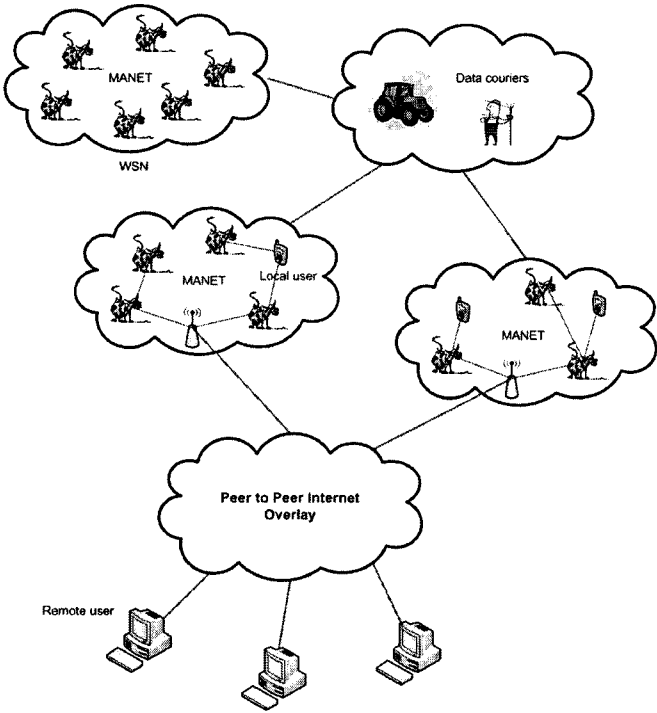 MANET
Data couriers
WSN
MANET
Local user
MANET
Peer to Peer Internet
Overlay
Remote user